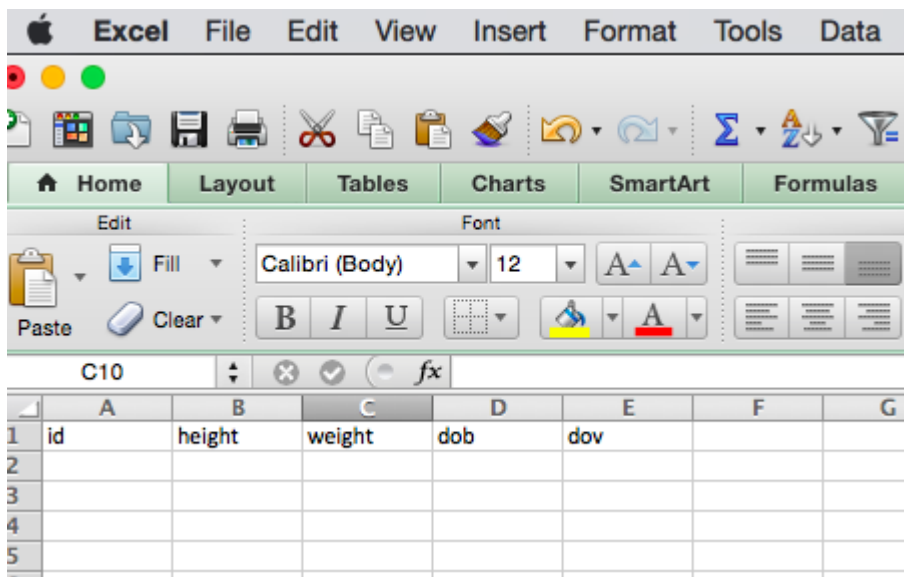 Excel File Edit View Insert Format Tools Data
Home Layout Tables Charts SmartArt Formulas
Edit Font
Fill Calibri (Body) 12 A A
Paste Clear B I U A
C10 fx
A B C D E F G
1 id height weight dob dov
2
3
4
5